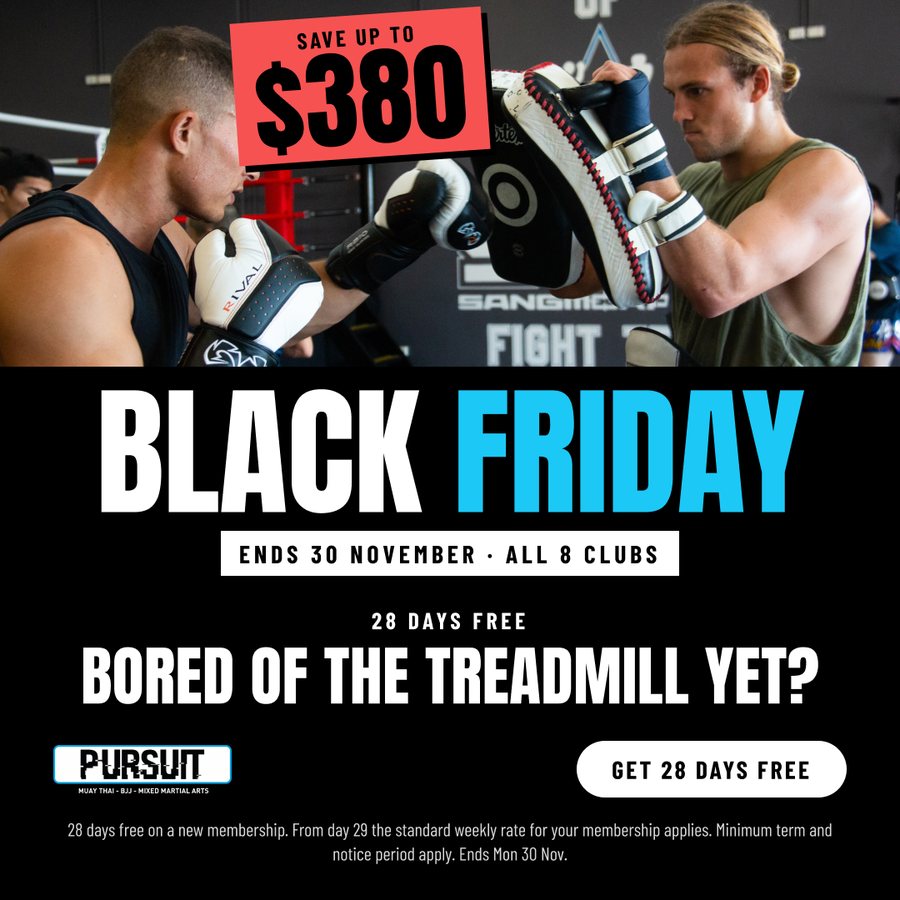 SAVE UP TO
$380
OF
RIVAL
FIGHT
BLACK FRIDAY
ENDS 30 NOVEMBER · ALL 8 CLUBS
28 DAYS FREE
BORED OF THE TREADMILL YET?
PURSUIT
MUAY THAI - BJJ - MIXED MARTIAL ARTS
GET 28 DAYS FREE
28 days free on a new membership. From day 29 the standard weekly rate for your membership applies. Minimum term and
notice period apply. Ends Mon 30 Nov.